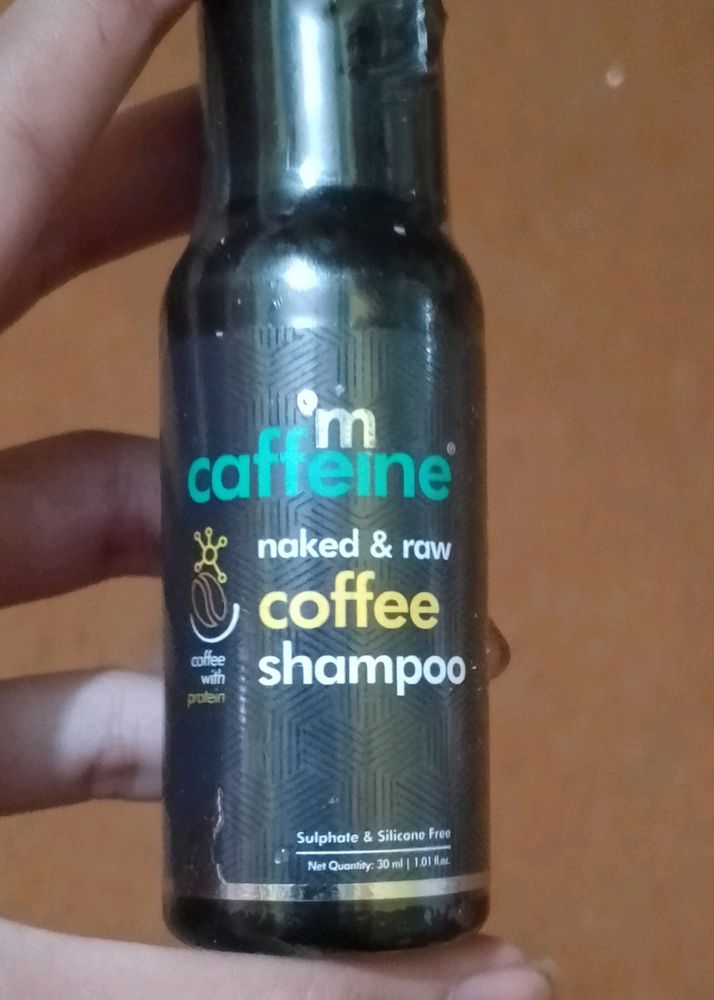 m
caffeine®
naked & raw
coffee
shampoo
coffee
with
protein
Sulphate & Silicone Free
Net Quantity: 30 ml | 1.01 fl.oz.